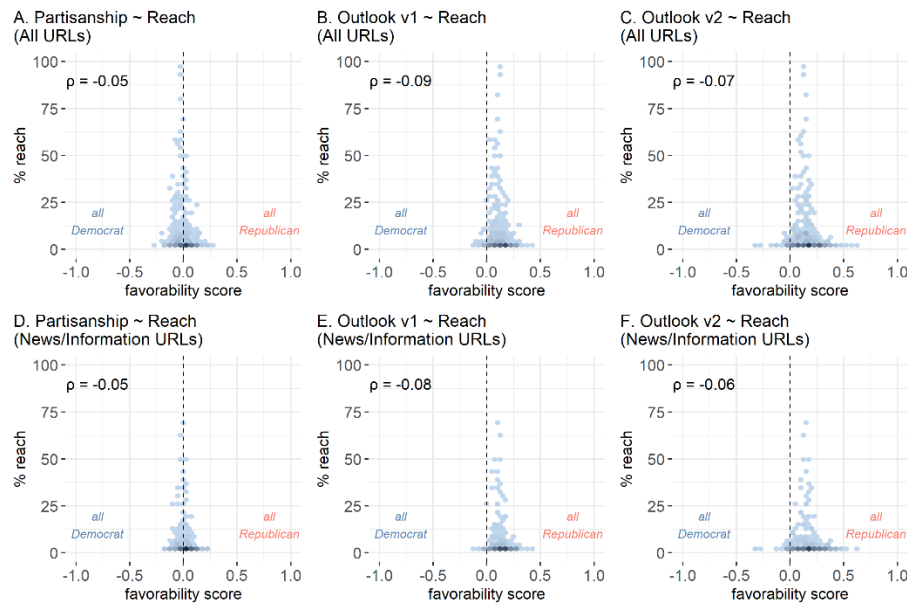 A. Partisanship ~ Reach
(All URLs)
B. Outlook v1 ~ Reach
(All URLs)
C. Outlook v2 ~ Reach
(All URLs)
100
75
50
25
0
% reach
ρ = -0.05
all
Democrat
all
Republican
-1.0 -0.5 0.0 0.5 1.0
favorability score
100
75
50
25
0
% reach
ρ = -0.09
all
Democrat
all
Republican
-1.0 -0.5 0.0 0.5 1.0
favorability score
100
75
50
25
0
% reach
ρ = -0.07
all
Democrat
all
Republican
-1.0 -0.5 0.0 0.5 1.0
favorability score
D. Partisanship ~ Reach
(News/Information URLs)
E. Outlook v1 ~ Reach
(News/Information URLs)
F. Outlook v2 ~ Reach
(News/Information URLs)
100
75
50
25
0
% reach
ρ = -0.05
all
Democrat
all
Republican
-1.0 -0.5 0.0 0.5 1.0
favorability score
100
75
50
25
0
% reach
ρ = -0.08
all
Democrat
all
Republican
-1.0 -0.5 0.0 0.5 1.0
favorability score
100
75
50
25
0
% reach
ρ = -0.06
all
Democrat
all
Republican
-1.0 -0.5 0.0 0.5 1.0
favorability score